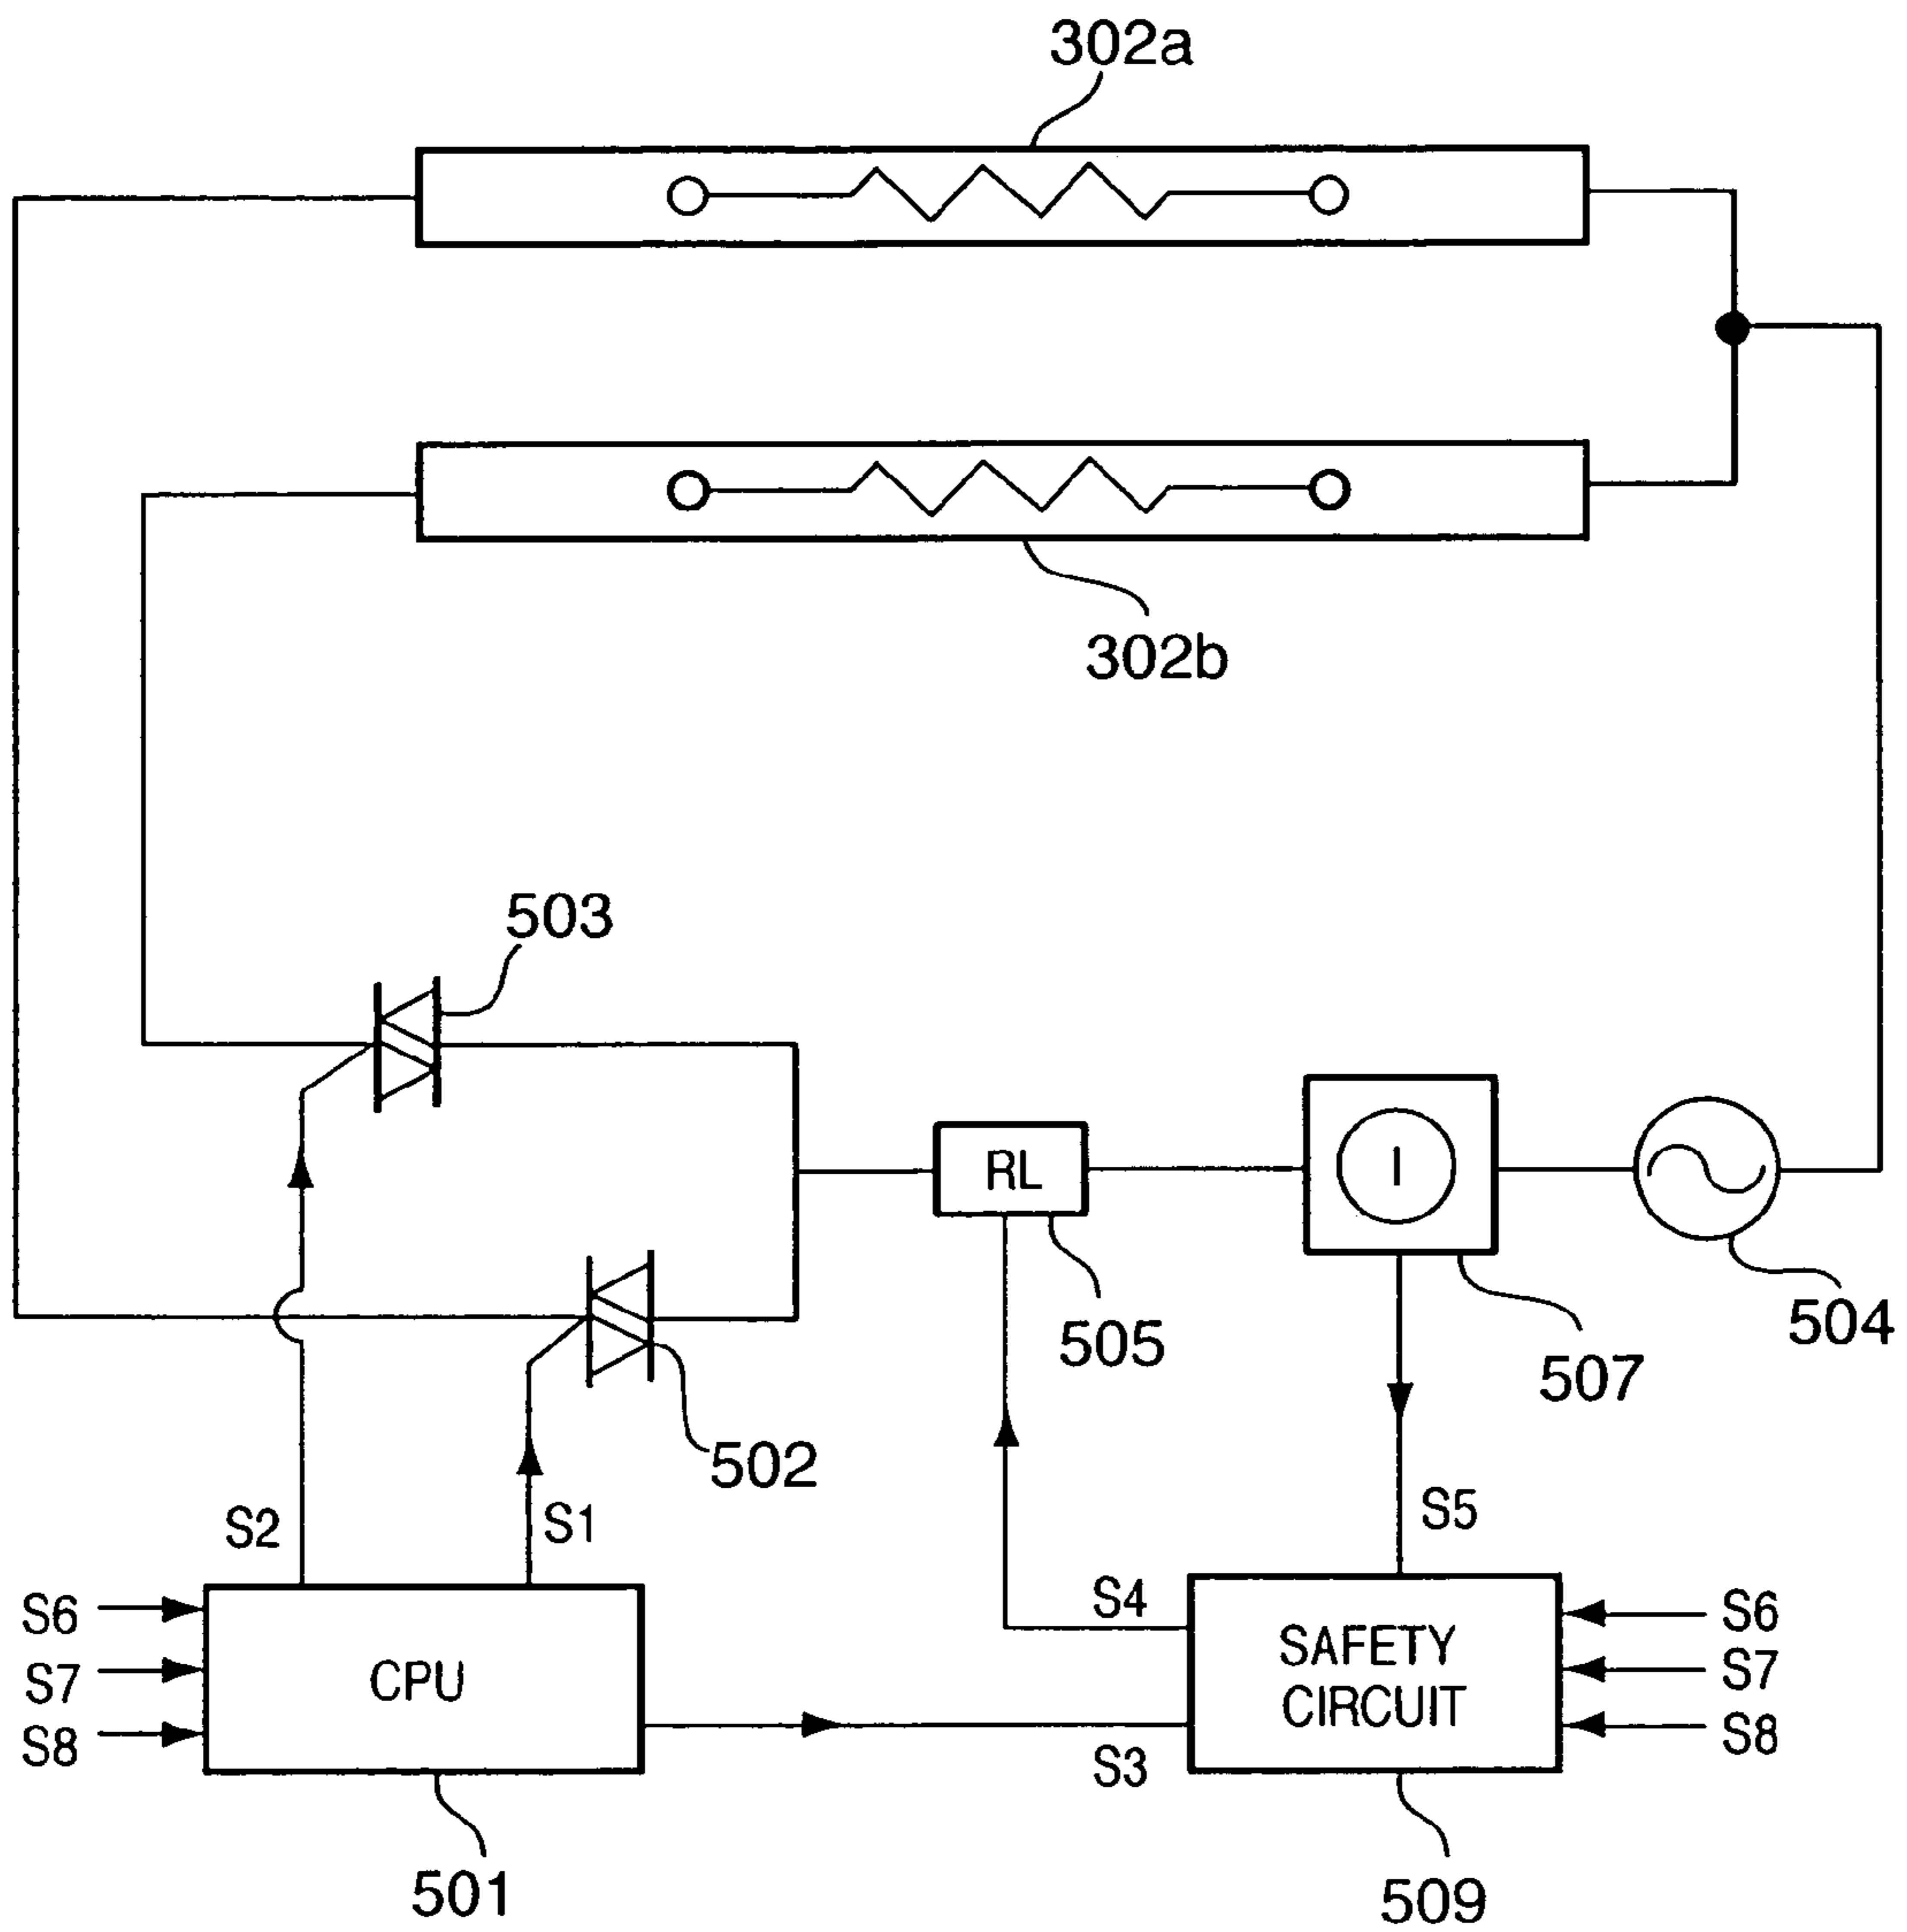 302a
302b
503
RL
I
505
504
507
502
S2
S1
S5
S6
S7
S8
CPU
S4
S3
SAFETY
CIRCUIT
S6
S7
S8
501
509